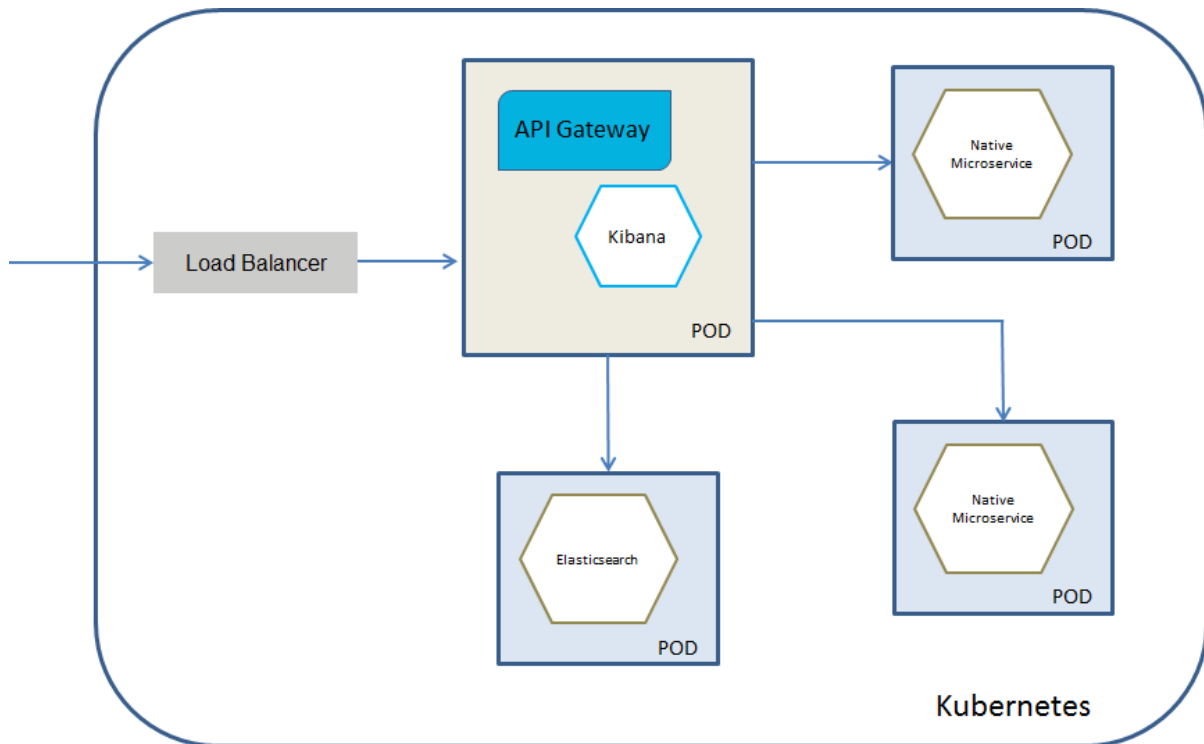 API Gateway
Native
Microservice
Kibana
POD
Load Balancer
POD
Native
Microservice
Elasticsearch
POD
POD
Kubernetes